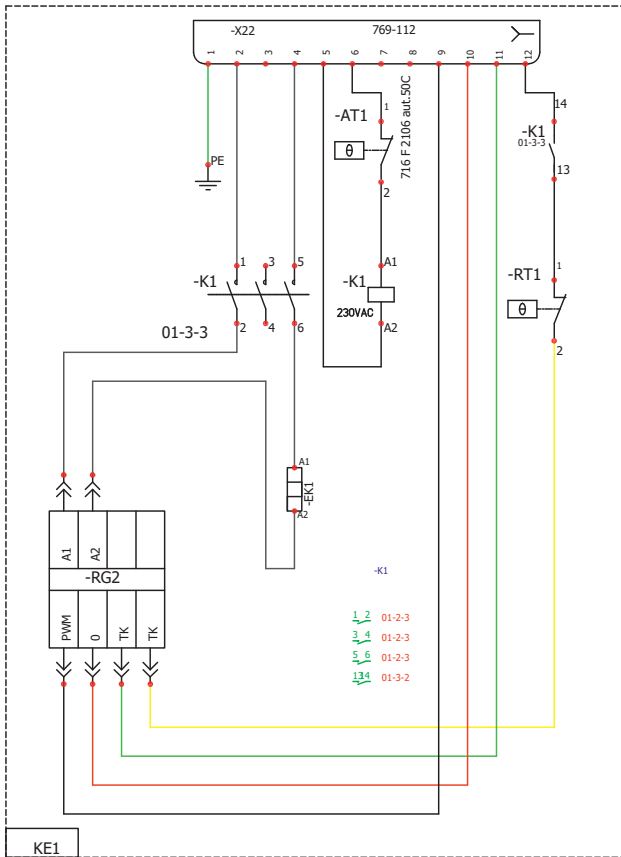 -X22 769-112
1 2 3 4 5 6 7 8 9 10 11 12
-AT1
1
716 F 2106 aut.50C
θ
2
14
-K1
01-3-3
13
PE
-K1
1 3 5
2 4 6
01-3-3
A1
-K1
230VAC
A2
-RT1
1
θ
2
A1
-EK1
A2
A1 A2
-RG2
PWM 0 TK TK
-K1
1 2 01-2-3
3 4 01-2-3
5 6 01-2-3
1314 01-3-2
KE1